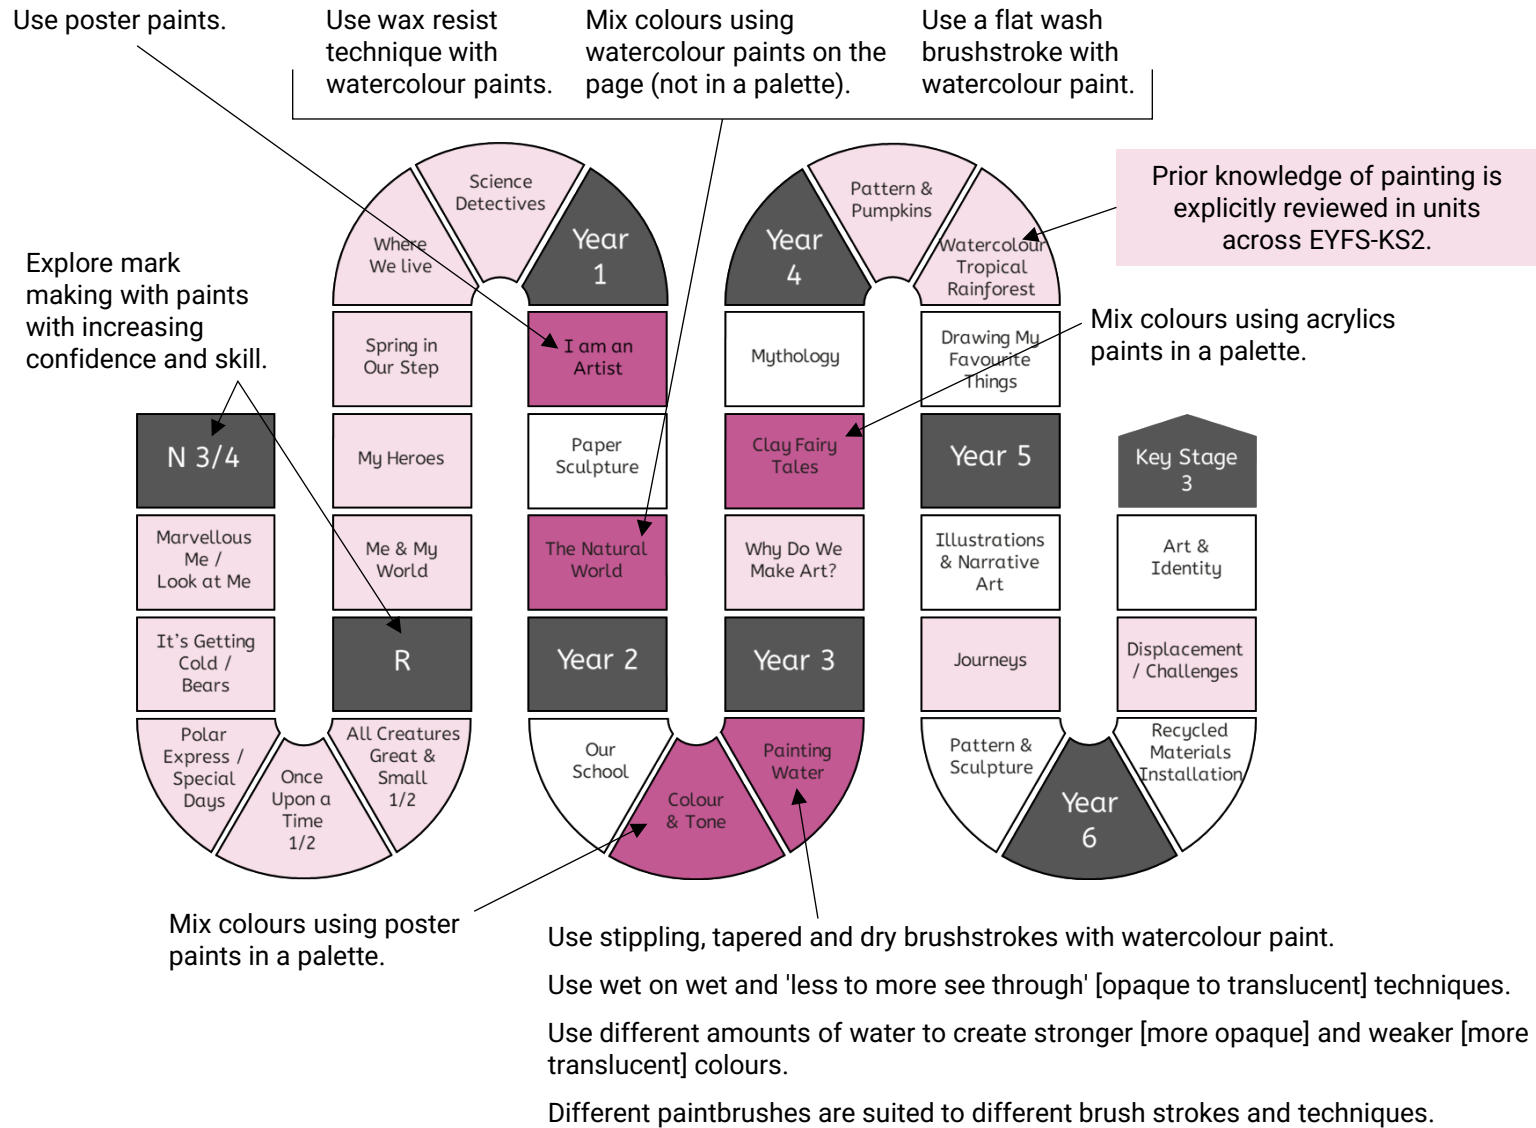 Use poster paints.
Use wax resist
technique with
watercolour paints.
Mix colours using
watercolour paints on the
page (not in a palette).
Use a flat wash
brushstroke with
watercolour paint.
Prior knowledge of painting is
explicitly reviewed in units
across EYFS-KS2.
Explore mark
making with paints
with increasing
confidence and skill.
Mix colours using acrylics
paints in a palette.
N 3/4
Marvellous
Me /
Look at Me
It's Getting
Cold /
Bears
Polar
Express /
Special
Days
Once
Upon a
Time
1/2
All Creatures
Great &
Small
1/2
R
Me & My
World
My Heroes
Spring in
Our Step
Where
We live
Science
Detectives
Year
1
I am an
Artist
Paper
Sculpture
The Natural
World
Year 2
Our
School
Colour
& Tone
Painting
Water
Year 3
Why Do We
Make Art?
Clay Fairy
Tales
Mythology
Year
4
Pattern &
Pumpkins
Watercolour
Tropical
Rainforest
Drawing My
Favourite
Things
Year 5
Illustrations
& Narrative
Art
Journeys
Pattern &
Sculpture
Year
6
Recycled
Materials
Installation
Displacement
/ Challenges
Art &
Identity
Key Stage
3
Mix colours using poster
paints in a palette.
Use stippling, tapered and dry brushstrokes with watercolour paint.
Use wet on wet and 'less to more see through' [opaque to translucent] techniques.
Use different amounts of water to create stronger [more opaque] and weaker [more
translucent] colours.
Different paintbrushes are suited to different brush strokes and techniques.